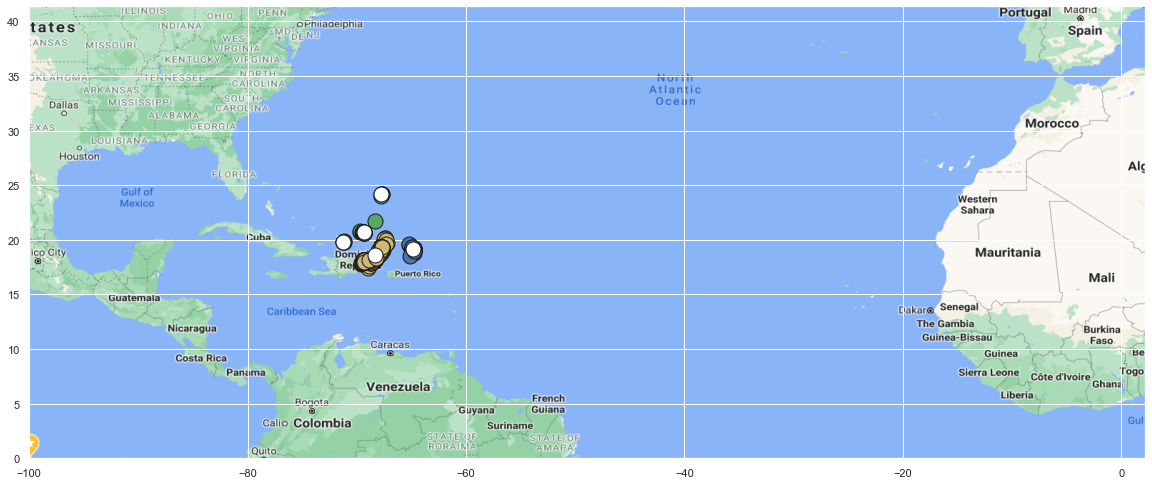 ILLINOIS
OHIO
PENN
40
tates
INDIANA
Philadelphia
MD
DE
NJ
KANSAS
MISSOURI
WEST
VIRGINIA
KENTUCKY
VIRGINIA
35
OKLAHOMA
TENNESSEE
NORTH
CAROLINA
ARKANSAS
Dallas
MISSISSIPPI
SOUTH
CAROLINA
ALABAMA
30
EXAS
GEORGIA
LOUISIANA
Houston
25
FLORIDA
Gulf of
Mexico
20
Cuba
ico City
Puerto Rico
15
Guatemala
Caribbean Sea
Nicaragua
10
Caracas
Costa Rica
Panama
Venezuela
5
Bogota
Guyana
French
Guiana
Cali
Colombia
Suriname
STATE OF
RORAIMA
STATE OF
AMAPA
Quito
0
North
Atlantic
Ocean
Portugal
Madrid
Spain
Morocco
Alg
Western
Sahara
Mauritania
Mali
Dakar
Senegal
The Gambia
Guinea-Bissau
Burkina
Faso
Guinea
Be
Sierra Leone
Côte d'Ivoire
Togo
Ghana
Liberia
Gulf
−100
−80
−60
−40
−20
0